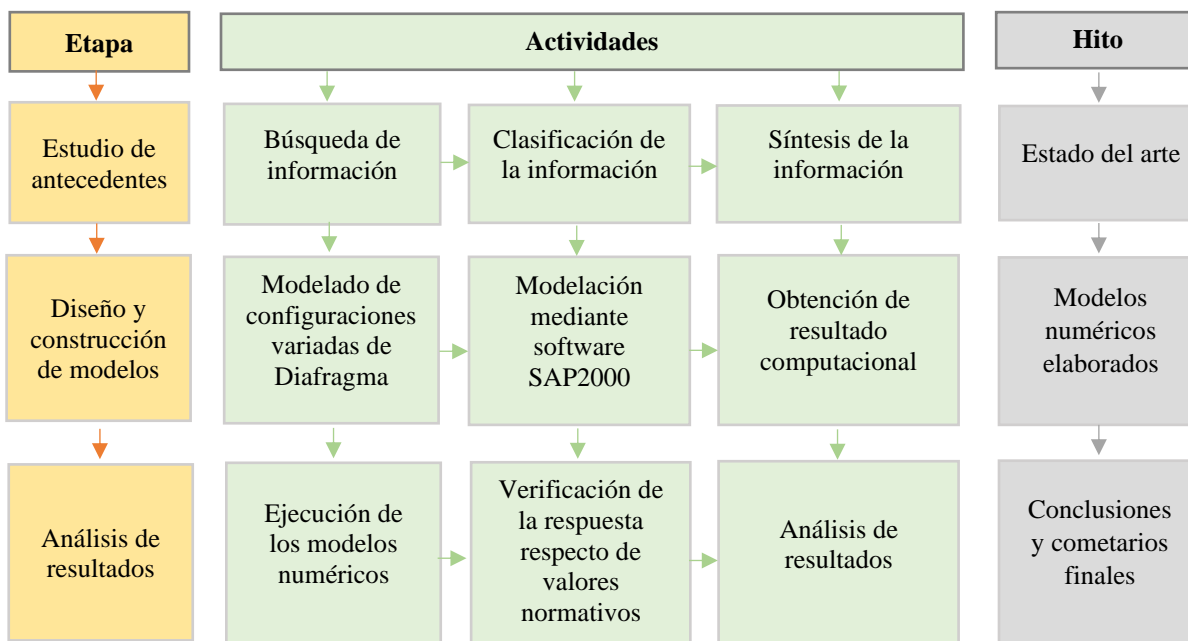 Etapa
Actividades
Hito
Estudio de
antecedentes
Búsqueda de
información
Clasificación de
la información
Síntesis de la
información
Estado del arte
Diseño y
construcción
de modelos
Modelado de
configuraciones
variadas de
Diafragma
Modelación
mediante
software
SAP2000
Obtención de
resultado
computacional
Modelos
numéricos
elaborados
Análisis de
resultados
Ejecución de
los modelos
numéricos
Verificación de
la respuesta
respecto de
valores
normativos
Análisis de
resultados
Conclusiones
y cometarios
finales